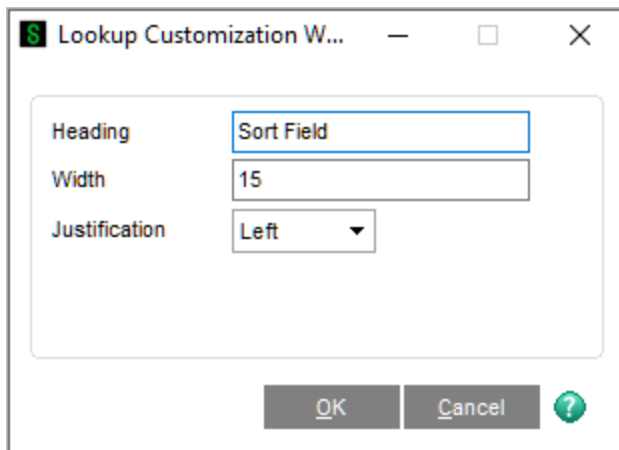 Lookup Customization W...
Heading Sort Field
Width 15
Justification Left
OK Cancel ?